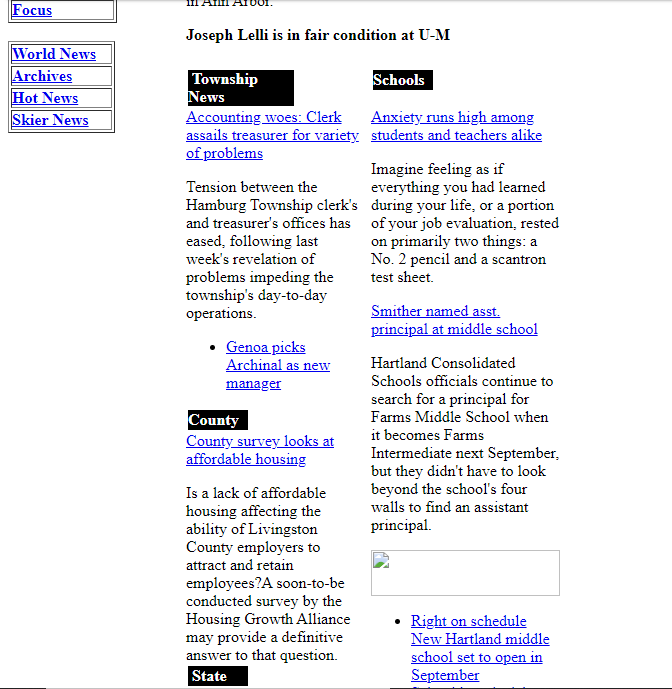 Focus
World News
Archives
Hot News
Skier News
in Ann Arbor.
Joseph Lelli is in fair condition at U-M
Township
News
Accounting woes: Clerk
assails treasurer for variety
of problems
Tension between the
Hamburg Township clerk's
and treasurer's offices has
eased, following last
week's revelation of
problems impeding the
township's day-to-day
operations.
Genoa picks
Archinal as new
manager
County
County survey looks at
affordable housing
Is a lack of affordable
housing affecting the
ability of Livingston
County employers to
attract and retain
employees?A soon-to-be
conducted survey by the
Housing Growth Alliance
may provide a definitive
answer to that question.
State
Schools
Anxiety runs high among
students and teachers alike
Imagine feeling as if
everything you had learned
during your life, or a portion
of your job evaluation, rested
on primarily two things: a
No. 2 pencil and a scantron
test sheet.
Smither named asst.
principal at middle school
Hartland Consolidated
Schools officials continue to
search for a principal for
Farms Middle School when
it becomes Farms
Intermediate next September,
but they didn't have to look
beyond the school's four
walls to find an assistant
principal.
Right on schedule
New Hartland middle
school set to open in
September